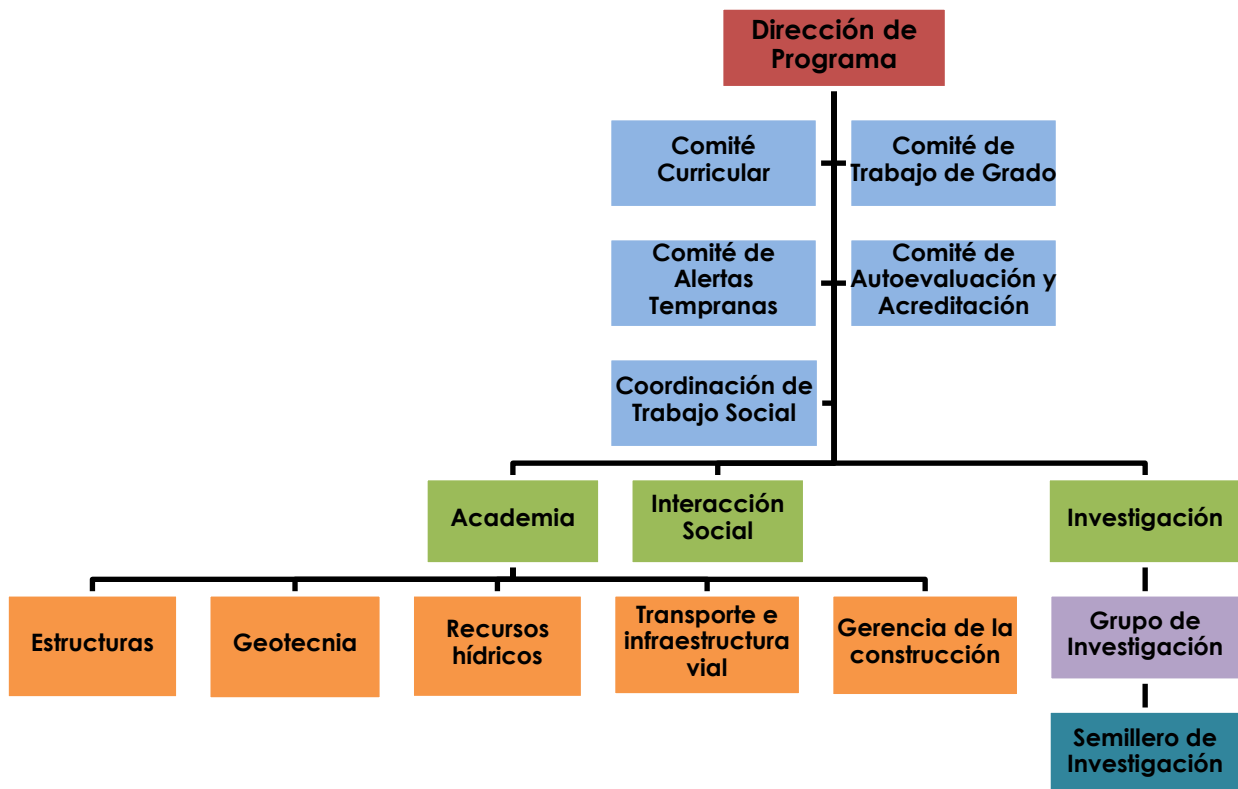 Dirección de
Programa
Comité
Curricular
Comité de
Trabajo de Grado
Comité de
Alertas
Tempranas
Comité de
Autoevaluación y
Acreditación
Coordinación de
Trabajo Social
Academia
Interacción
Social
Investigación
Estructuras
Geotecnia
Recursos
hídricos
Transporte e
infraestructura
vial
Gerencia de la
construcción
Grupo de
Investigación
Semillero de
Investigación